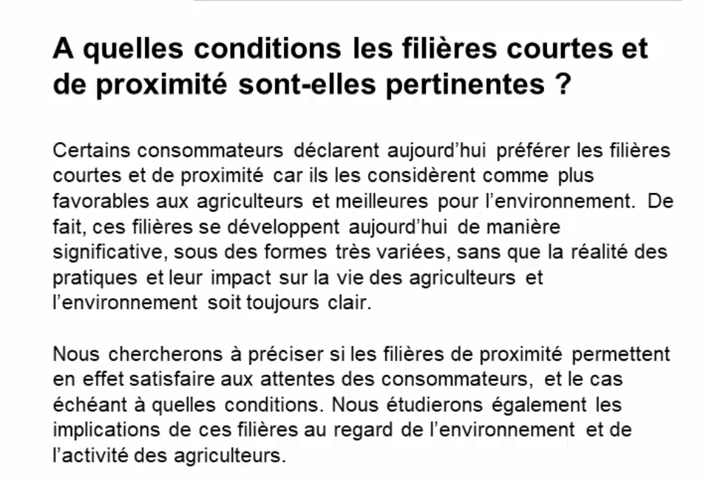 A quelles conditions les filières courtes et
de proximité sont-elles pertinentes ?
Certains consommateurs déclarent aujourd'hui préférer les filières
courtes et de proximité car ils les considèrent comme plus
favorables aux agriculteurs et meilleures pour l'environnement. De
fait, ces filières se développent aujourd'hui de manière
significative, sous des formes très variées, sans que la réalité des
pratiques et leur impact sur la vie des agriculteurs et
l'environnement soit toujours clair.
Nous chercherons à préciser si les filières de proximité permettent
en effet satisfaire aux attentes des consommateurs, et le cas
échéant à quelles conditions. Nous étudierons également les
implications de ces filières au regard de l'environnement et de
l'activité des agriculteurs.